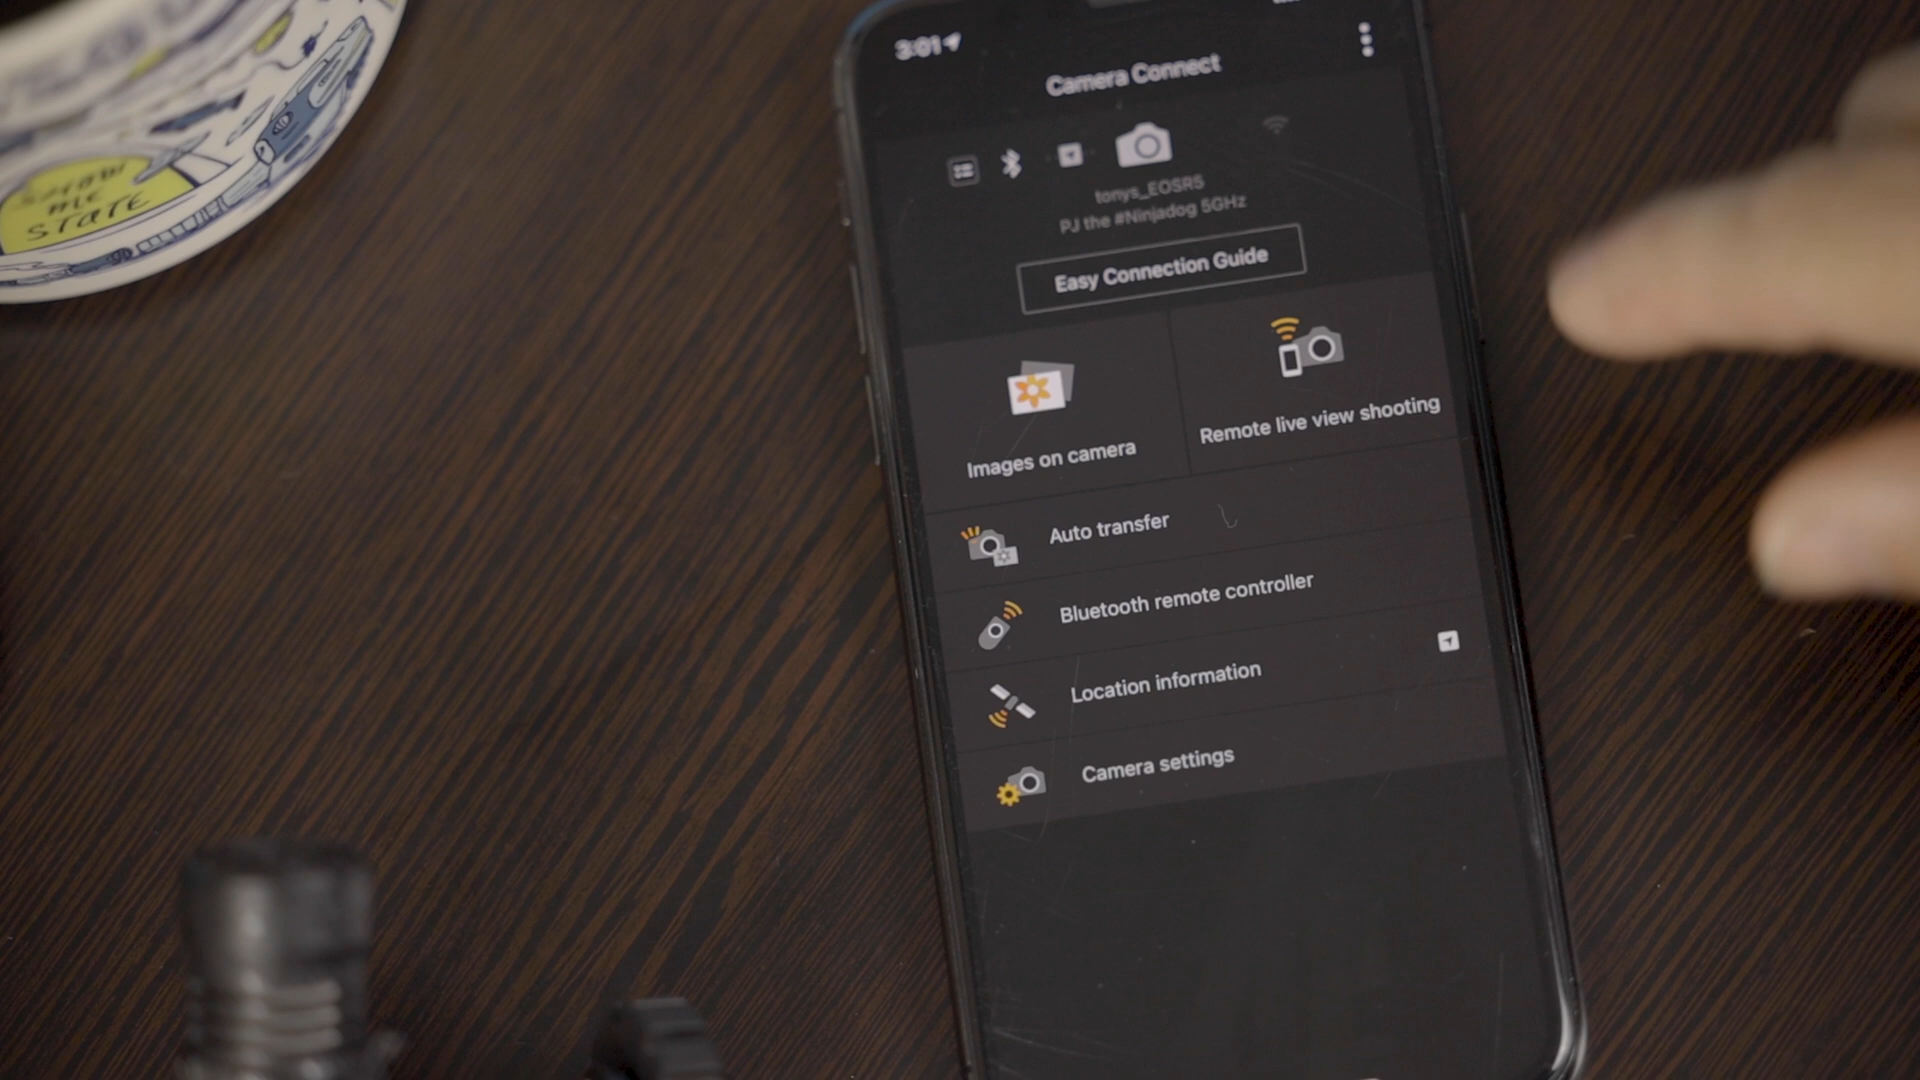 3:01
Camera Connect
tonys_EOSR5
PJ the #Ninjadog 5GHz
Easy Connection Guide
Images on camera
Remote live view shooting
Auto transfer
Bluetooth remote controller
Location information
Camera settings
SHOW
ME
STATE